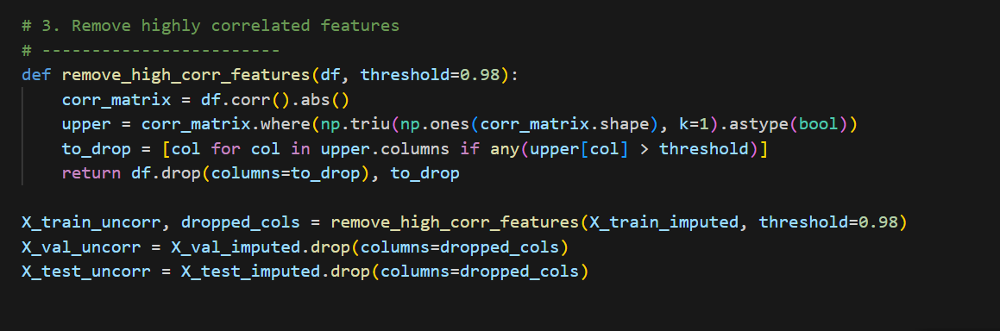 # 3. Remove highly correlated features
# ------------------------
def remove_high_corr_features(df, threshold=0.98):
    corr_matrix = df.corr().abs()
    upper = corr_matrix.where(np.triu(np.ones(corr_matrix.shape), k=1).astype(bool))
    to_drop = [col for col in upper.columns if any(upper[col] > threshold)]
    return df.drop(columns=to_drop), to_drop

X_train_uncorr, dropped_cols = remove_high_corr_features(X_train_imputed, threshold=0.98)
X_val_uncorr = X_val_imputed.drop(columns=dropped_cols)
X_test_uncorr = X_test_imputed.drop(columns=dropped_cols)